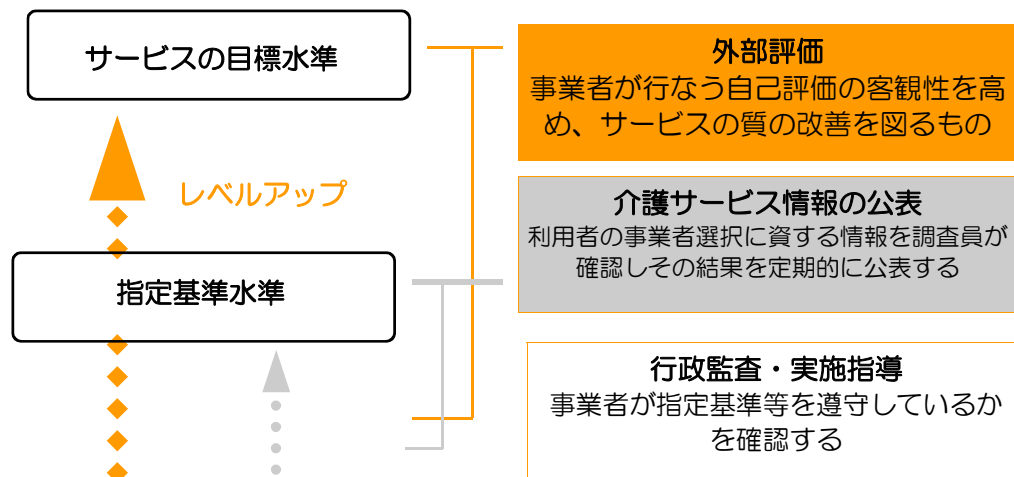 サービスの目標水準
外部評価
事業者が行なう自己評価の客観性を高
め、サービスの質の改善を図るもの
レベルアップ
介護サービス情報の公表
利用者の事業者選択に資する情報を調査員が
確認しその結果を定期的に公表する
指定基準水準
行政監査・実施指導
事業者が指定基準等を遵守しているか
を確認する